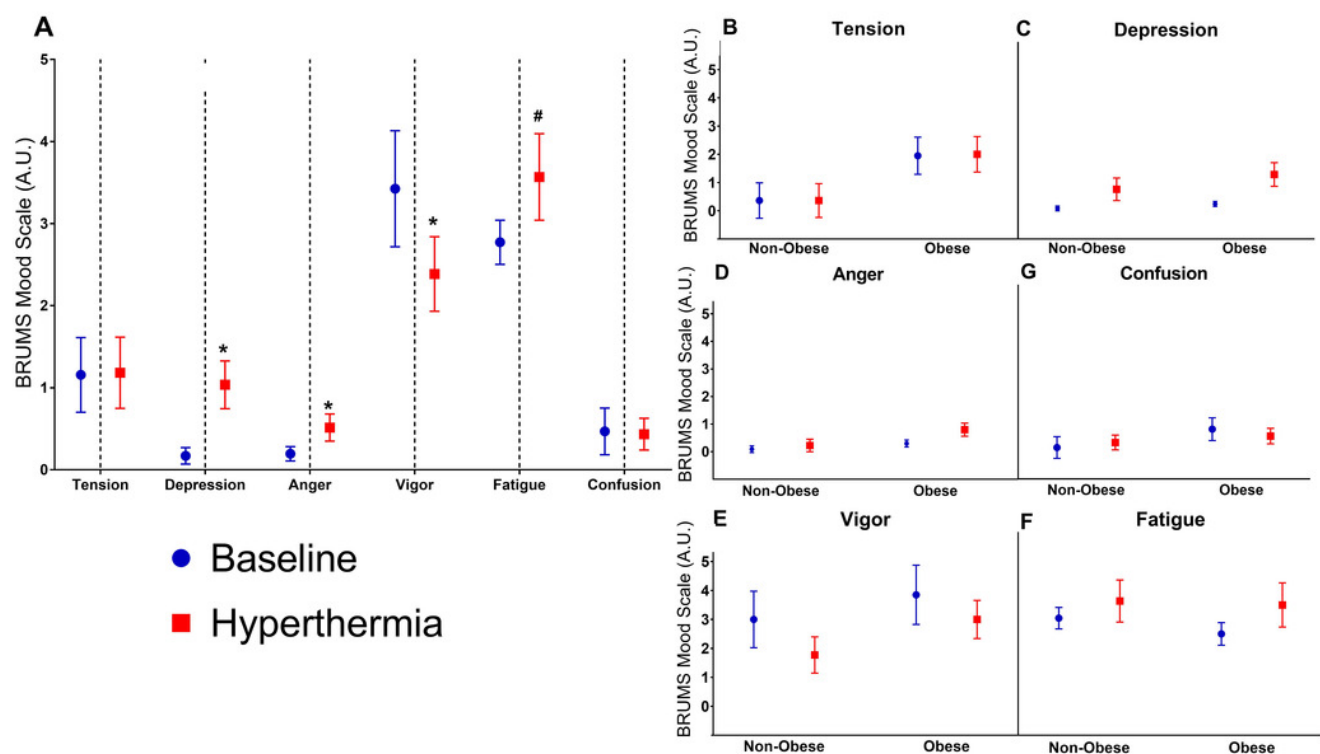 A
BRUMS Mood Scale (A.U.)
5
4
3
2
1
0
* * * #
Tension Depression Anger Vigor Fatigue Confusion
Baseline
Hyperthermia
B Tension
BRUMS Mood Scale (A.U.)
5
4
3
2
1
0
Non-Obese Obese
C Depression
Non-Obese Obese
D Anger
BRUMS Mood Scale (A.U.)
5
4
3
2
1
0
Non-Obese Obese
G Confusion
Non-Obese Obese
E Vigor
BRUMS Mood Scale (A.U.)
5
4
3
2
1
0
Non-Obese Obese
F Fatigue
Non-Obese Obese